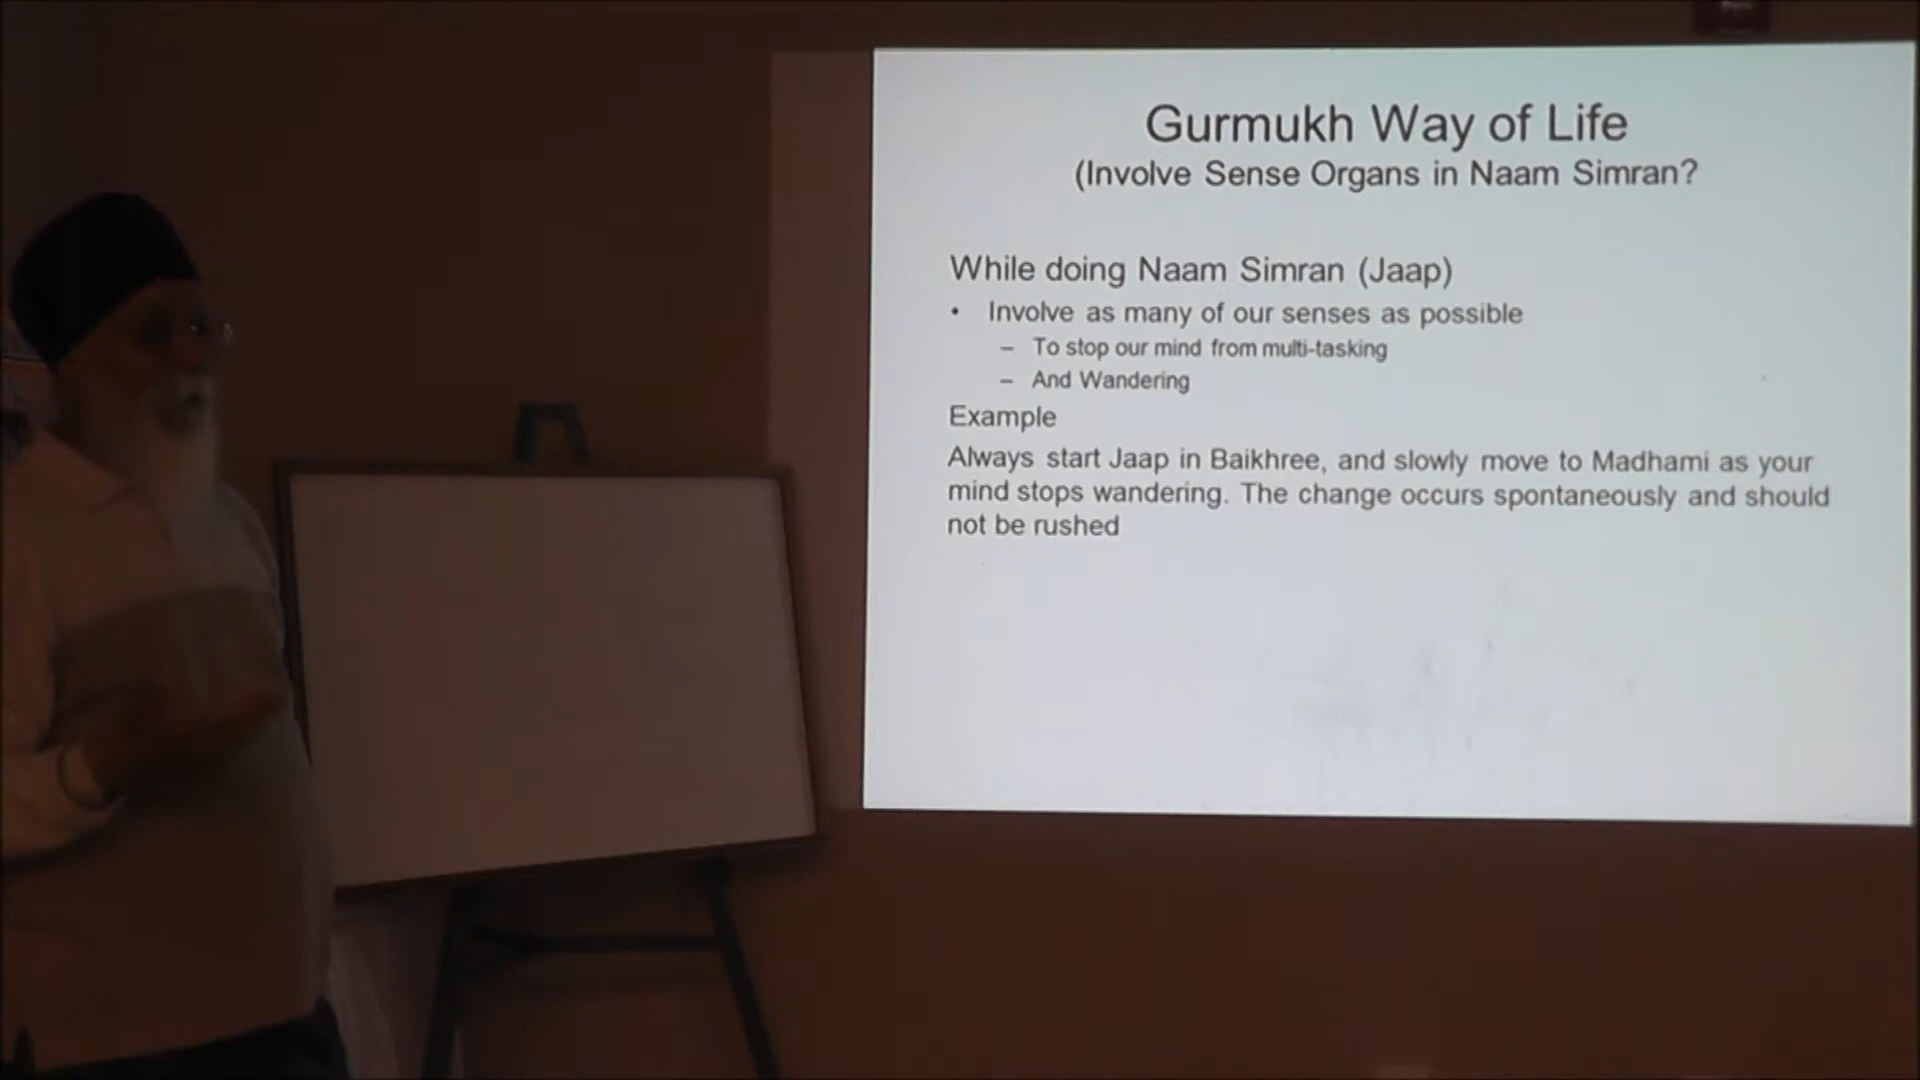 Gurmukh Way of Life
(Involve Sense Organs in Naam Simran?
While doing Naam Simran (Jaap)
• Involve as many of our senses as possible
– To stop our mind from multi-tasking
– And Wandering
Example
Always start Jaap in Baikhree, and slowly move to Madhami as your
mind stops wandering. The change occurs spontaneously and should
not be rushed